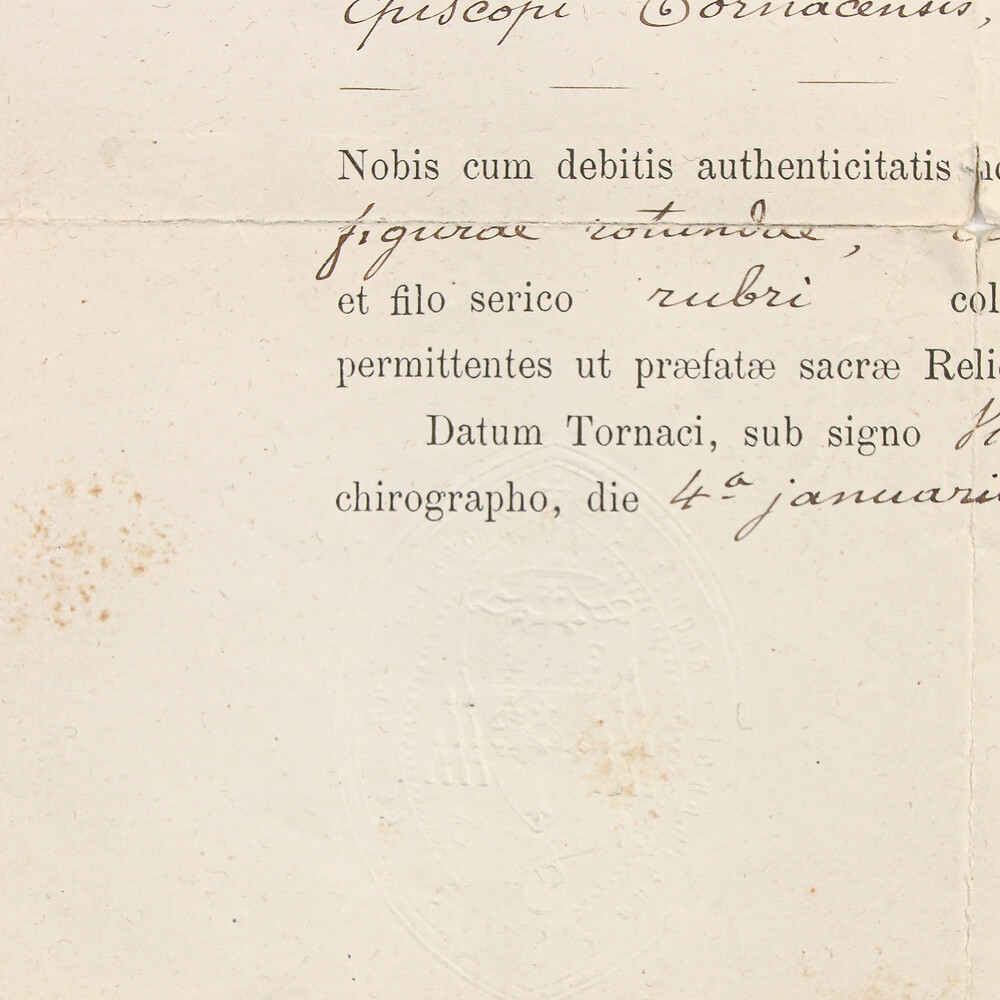 Episcopi Tornacensis,
Nobis cum debitis authenticitatis
figurae rotundae,
et filo serico rubri col
permittentes ut præfatæ sacræ Reli
Datum Tornaci, sub signo
chirographo, die 4ª januarii